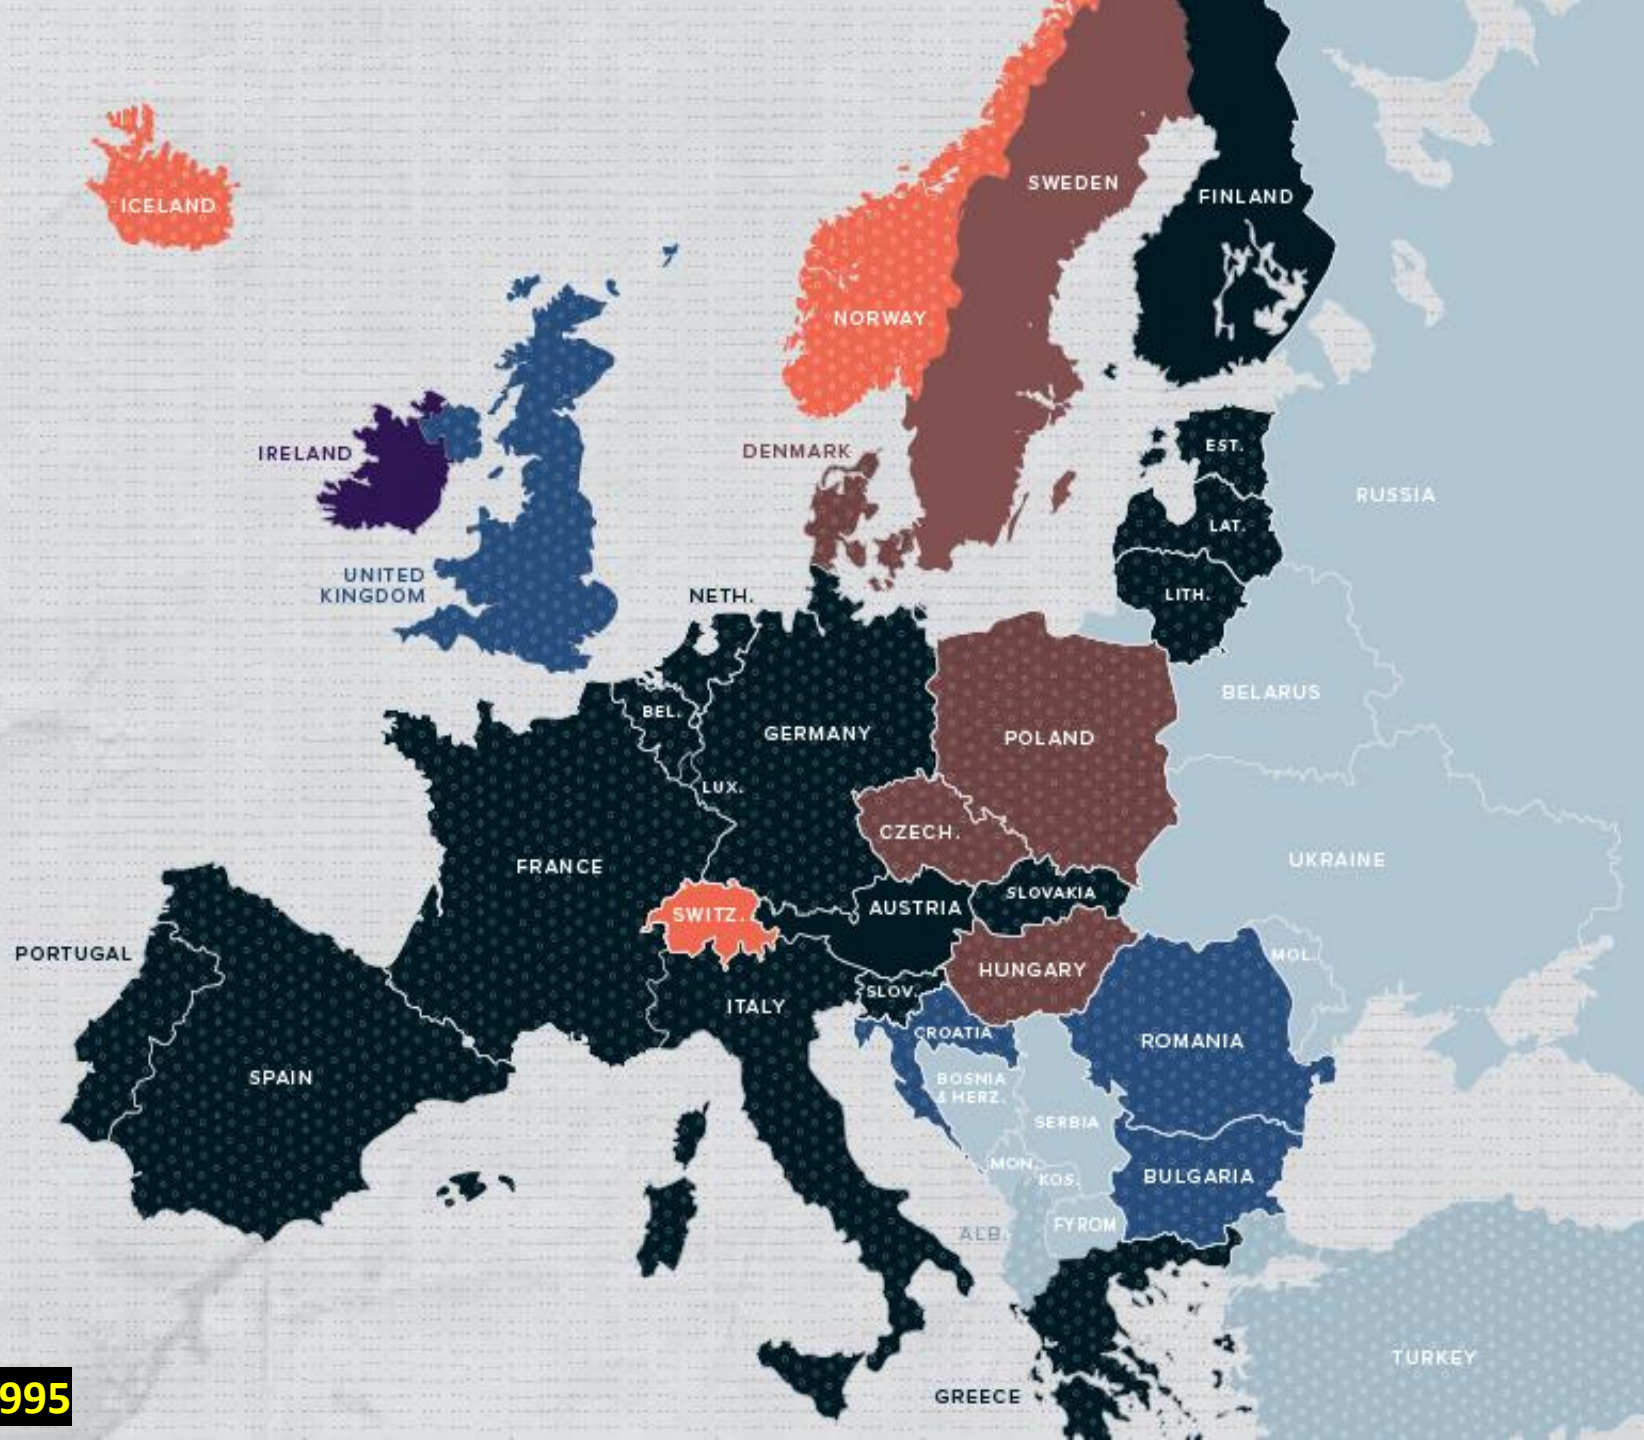 SWEDEN
FINLAND
ICELAND
NORWAY
EST.
DENMARK
IRELAND
RUSSIA
LAT.
UNITED
KINGDOM
NETH.
LITH.
BELARUS
BEL.
GERMANY
POLAND
LUX.
CZECH.
UKRAINE
FRANCE
SLOVAKIA
AUSTRIA
SWITZ.
PORTUGAL
MOL.
HUNGARY
SLOV.
ITALY
CROATIA
ROMANIA
SPAIN
BOSNIA
& HERZ.
SERBIA
MON.
KOS.
BULGARIA
FYROM
ALB.
TURKEY
GREECE
995